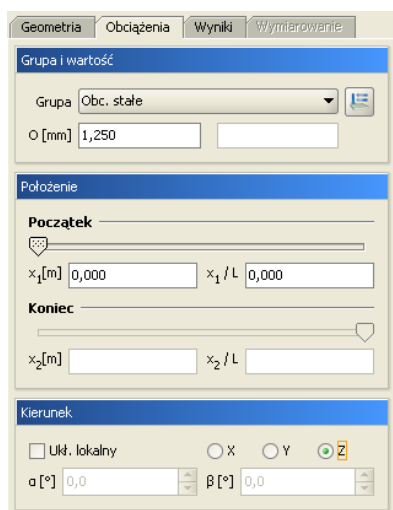 Geometria Obciążenia Wyniki Wymiarowanie
Grupa i wartość
Grupa Obc. stałe
O [mm] 1,250
Położenie
Początek
x1[m] 0,000 x1 / L 0,000
Koniec
x2[m] x2 / L
Kierunek
Ukł. lokalny X Y Z
α [°] 0,0 β [°] 0,0